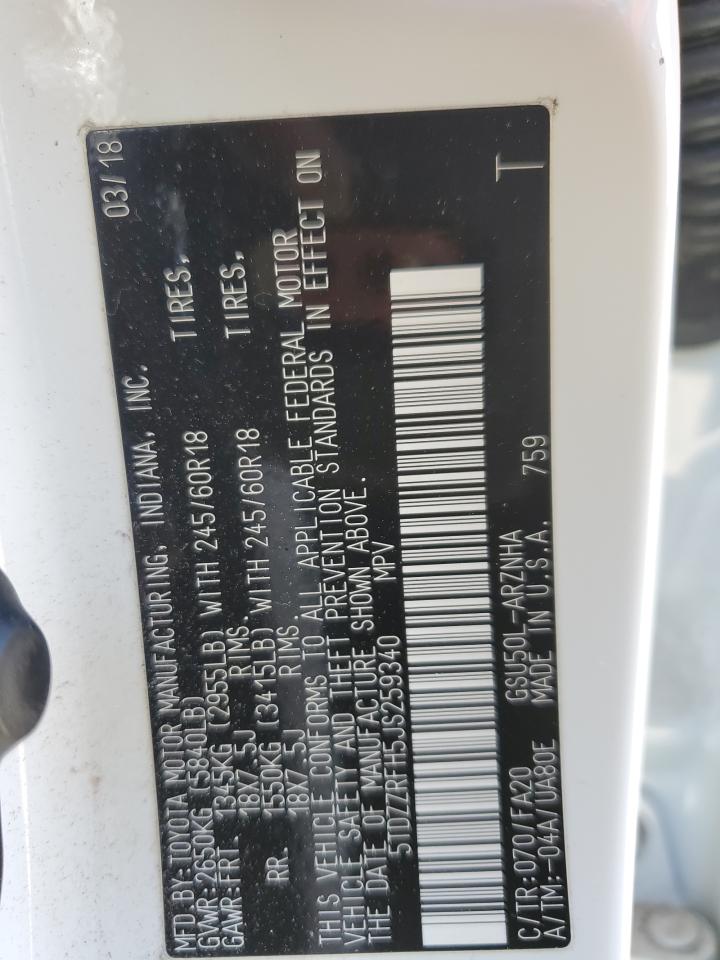 MFD BY:TOYOTA MOTOR MANUFACTURING, INDIANA, INC. 03/18
GVWR:2650KG (5840LB)
GAWR:FRT. 1345KG (2955LB) WITH 245/60R18 TIRES,
18X7.5J RIMS.
RR. 1550KG (3415LB) WITH 245/60R18 TIRES,
18X7.5J RIMS.
THIS VEHICLE CONFORMS TO ALL APPLICABLE FEDERAL MOTOR
VEHICLE SAFETY AND THEFT PREVENTION STANDARDS IN EFFECT ON
THE DATE OF MANUFACTURE SHOWN ABOVE.
5TDZZRFH5JS259340 MPV
C/TR:070/FA20 GSU50L-ARZNHA T
A/TM:-04A/UA80E MADE IN U.S.A. 759